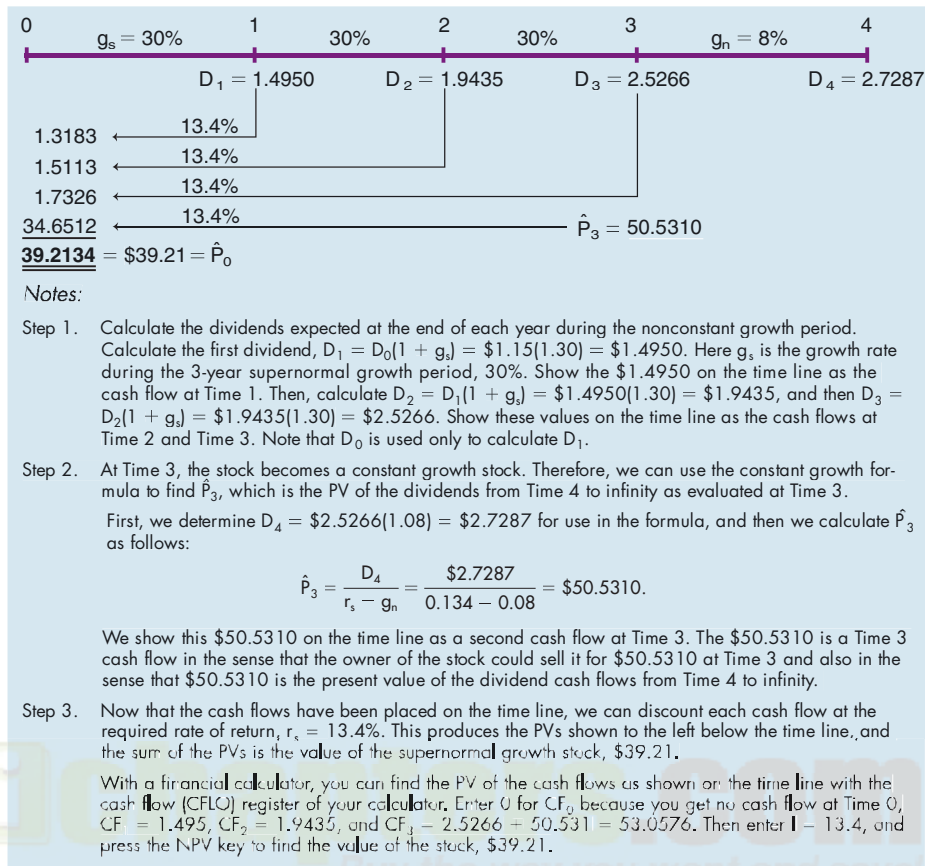 0 1 2 3 4
gs = 30% 30% 30% gn = 8%
D1 = 1.4950 D2 = 1.9435 D3 = 2.5266 D4 = 2.7287
13.4%
1.3183
13.4%
1.5113
13.4%
1.7326
13.4%
34.6512 P̂3 = 50.5310
39.2134 = $39.21 = P̂0
Notes:
Step 1. Calculate the dividends expected at the end of each year during the nonconstant growth period.
Calculate the first dividend, D1 = D0(1 + gs) = $1.15(1.30) = $1.4950. Here gs is the growth rate
during the 3-year supernormal growth period, 30%. Show the $1.4950 on the time line as the
cash flow at Time 1. Then, calculate D2 = D1(1 + gs) = $1.4950(1.30) = $1.9435, and then D3 =
D2(1 + gs) = $1.9435(1.30) = $2.5266. Show these values on the time line as the cash flows at
Time 2 and Time 3. Note that D0 is used only to calculate D1.
Step 2. At Time 3, the stock becomes a constant growth stock. Therefore, we can use the constant growth for-
mula to find P̂3, which is the PV of the dividends from Time 4 to infinity as evaluated at Time 3.
First, we determine D4 = $2.5266(1.08) = $2.7287 for use in the formula, and then we calculate P̂3
as follows:
P̂3 = D4 / (rs − gn) = $2.7287 / (0.134 − 0.08) = $50.5310.
We show this $50.5310 on the time line as a second cash flow at Time 3. The $50.5310 is a Time 3
cash flow in the sense that the owner of the stock could sell it for $50.5310 at Time 3 and also in the
sense that $50.5310 is the present value of the dividend cash flows from Time 4 to infinity.
Step 3. Now that the cash flows have been placed on the time line, we can discount each cash flow at the
required rate of return, rs = 13.4%. This produces the PVs shown to the left below the time line, and
the sum of the PVs is the value of the supernormal growth stock, $39.21.
With a financial calculator, you can find the PV of the cash flows as shown on the time line with the
cash flow (CFLO) register of your calculator. Enter 0 for CF0 because you get no cash flow at Time 0,
CF1 = 1.495, CF2 = 1.9435, and CF3 = 2.5266 + 50.531 = 53.0576. Then enter I = 13.4, and
press the NPV key to find the value of the stock, $39.21.